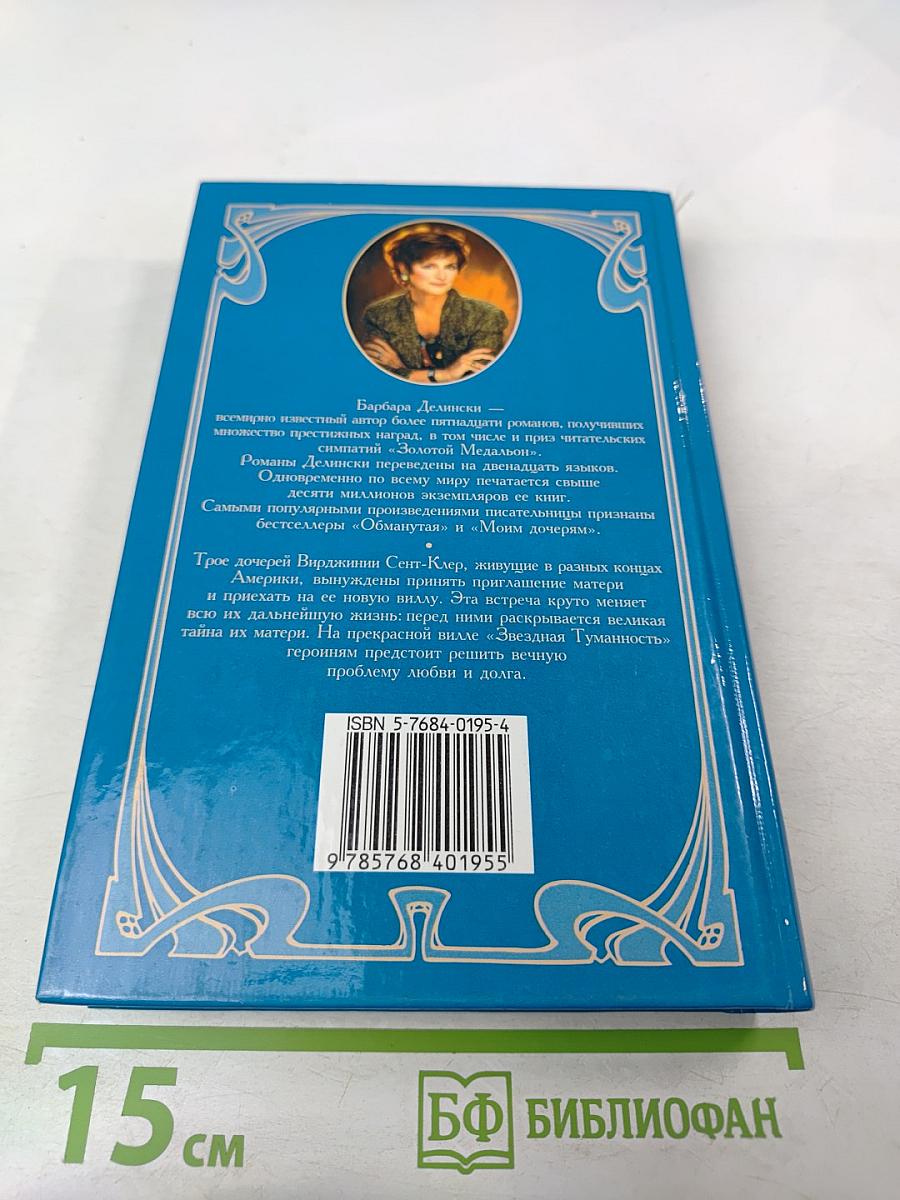 Барбара Делински —
всемирно известный автор более пятнадцати романов, получивших
множество престижных наград, в том числе и приз читательских
симпатий «Золотой Медальон».
Романы Делински переведены на двенадцать языков.
Одновременно по всему миру печатается свыше
десяти миллионов экземпляров ее книг.
Самыми популярными произведениями писательницы признаны
бестселлеры «Обманутая» и «Моим дочерям».
•
Трое дочерей Вирджинии Сент-Клер, живущие в разных концах
Америки, вынуждены принять приглашение матери
и приехать на ее новую виллу. Эта встреча круто меняет
всю их дальнейшую жизнь: перед ними раскрывается великая
тайна их матери. На прекрасной вилле «Звездная Туманность»
героиням предстоит решить вечную
проблему любви и долга.
ISBN 5-7684-0195-4
9 785768 401955
15 см
БФ БИБЛИОФАН